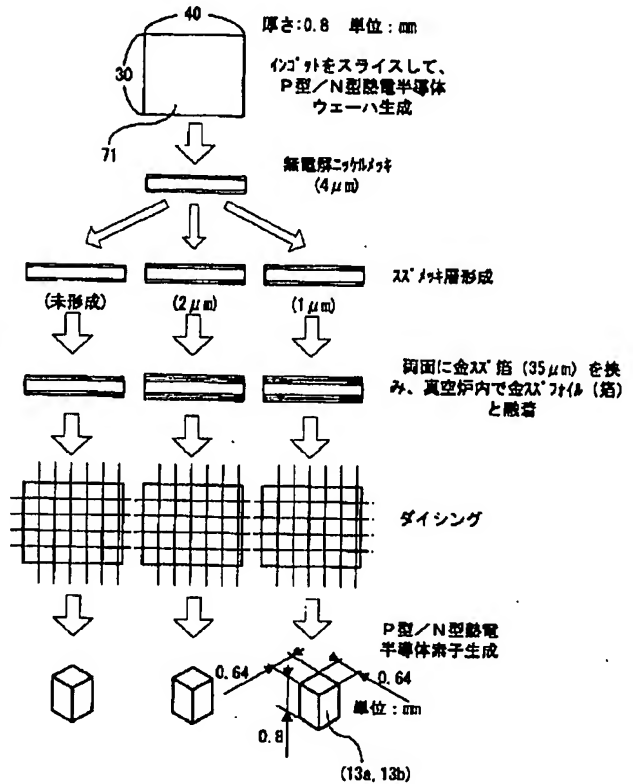 40
厚さ:0.8 単位:mm
30
インゴットをスライスして、
P型/N型熱電半導体
ウェーハ生成
71
無電解ニッケルメッキ
(4μm)
スズメッキ層形成
(未形成)
(2μm)
(1μm)
両面に金スズ箔(35μm)を挟
み、真空炉内で金スズフォイル(箔)
と融着
ダイシング
P型/N型熱電
半導体素子生成
0.64
0.64
単位:mm
0.8
(13a, 13b)